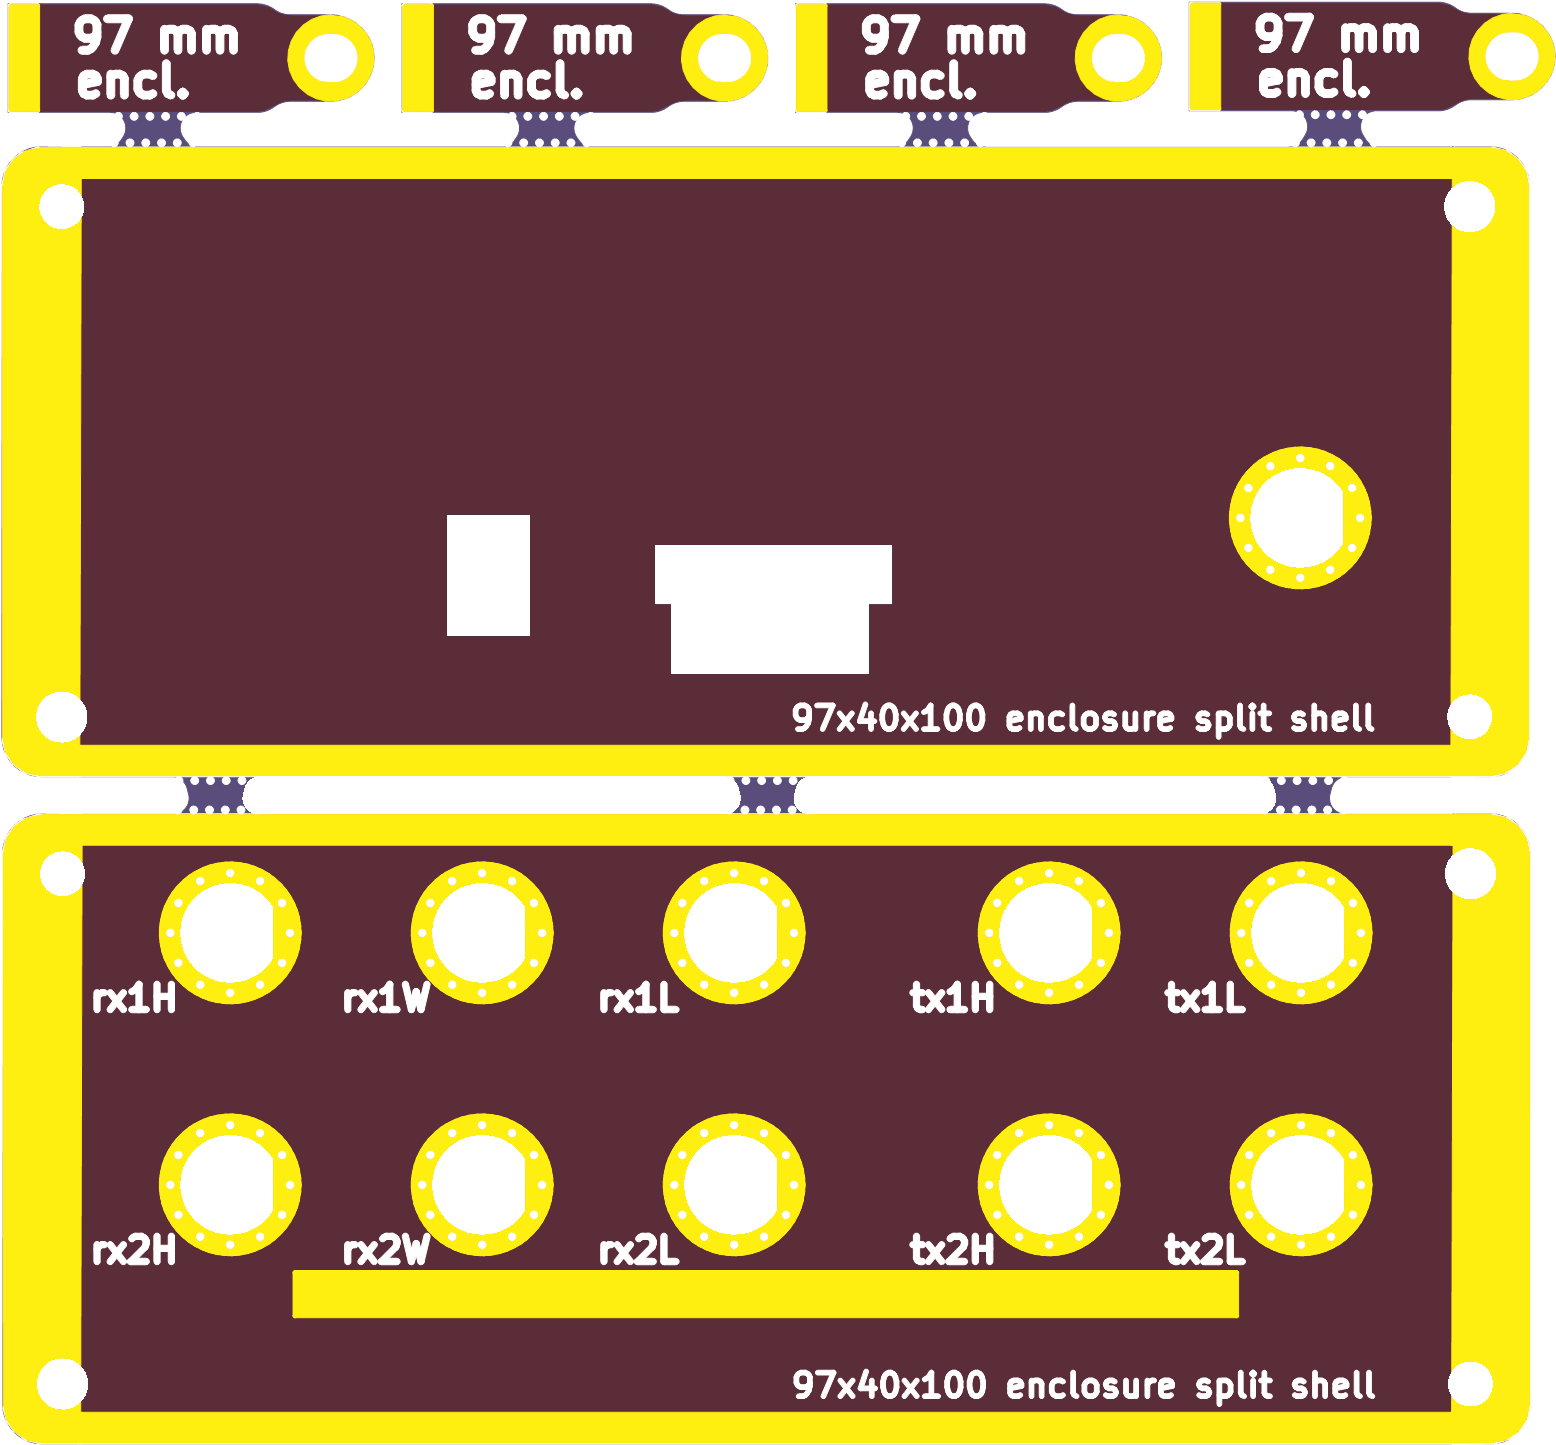 97 mm
encl.
97 mm
encl.
97 mm
encl.
97 mm
encl.
97x40x100 enclosure split shell
rx1H rx1W rx1L tx1H tx1L
rx2H rx2W rx2L tx2H tx2L
97x40x100 enclosure split shell